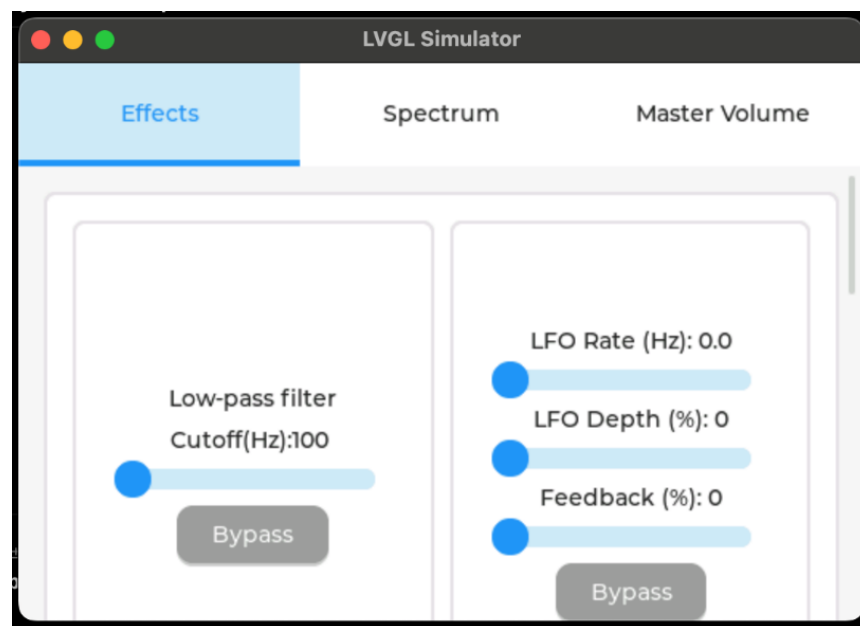 LVGL Simulator
Effects
Spectrum
Master Volume
Low-pass filter
Cutoff(Hz):100
Bypass
LFO Rate (Hz): 0.0
LFO Depth (%): 0
Feedback (%): 0
Bypass